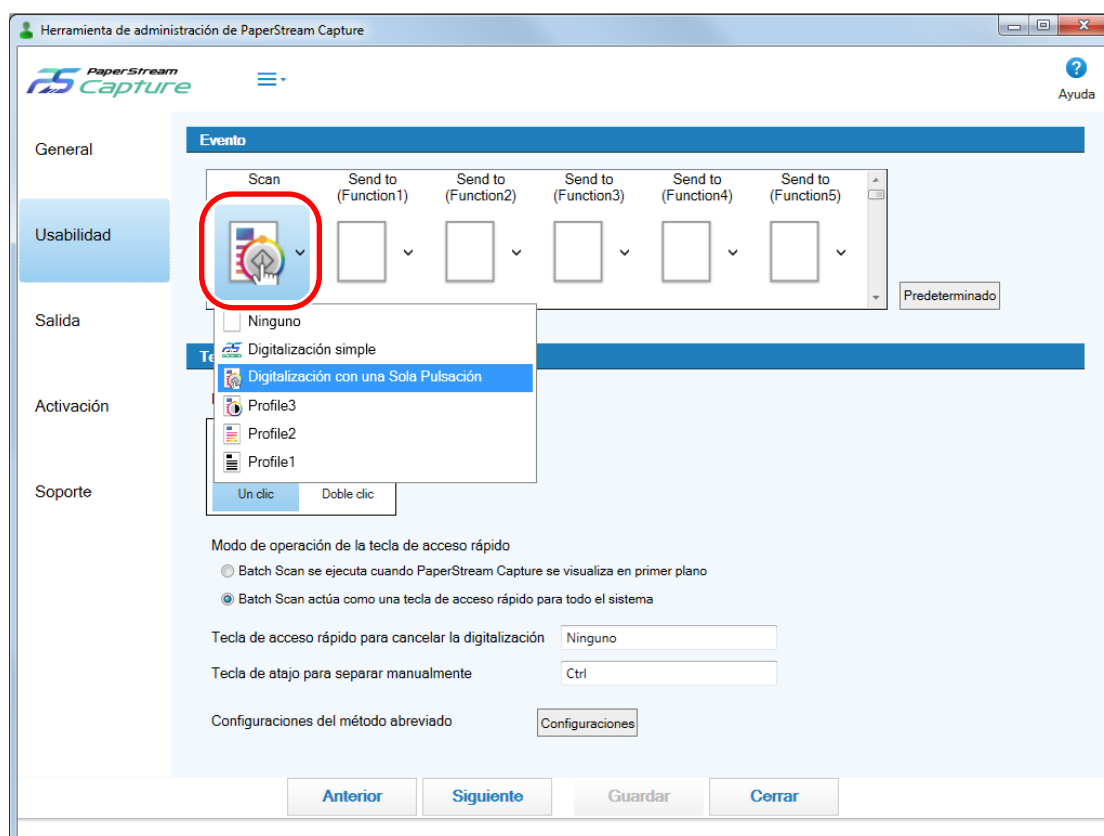 Herramienta de administración de PaperStream Capture
PaperStream
Capture
Ayuda
General
Usabilidad
Salida
Activación
Soporte
Evento
Scan
Send to
(Function1)
Send to
(Function2)
Send to
(Function3)
Send to
(Function4)
Send to
(Function5)
Predeterminado
Ninguno
Digitalización simple
Digitalización con una Sola Pulsación
Profile3
Profile2
Profile1
Un clic
Doble clic
Modo de operación de la tecla de acceso rápido
Batch Scan se ejecuta cuando PaperStream Capture se visualiza en primer plano
Batch Scan actúa como una tecla de acceso rápido para todo el sistema
Tecla de acceso rápido para cancelar la digitalización Ninguno
Tecla de atajo para separar manualmente Ctrl
Configuraciones del método abreviado Configuraciones
Anterior Siguiente Guardar Cerrar